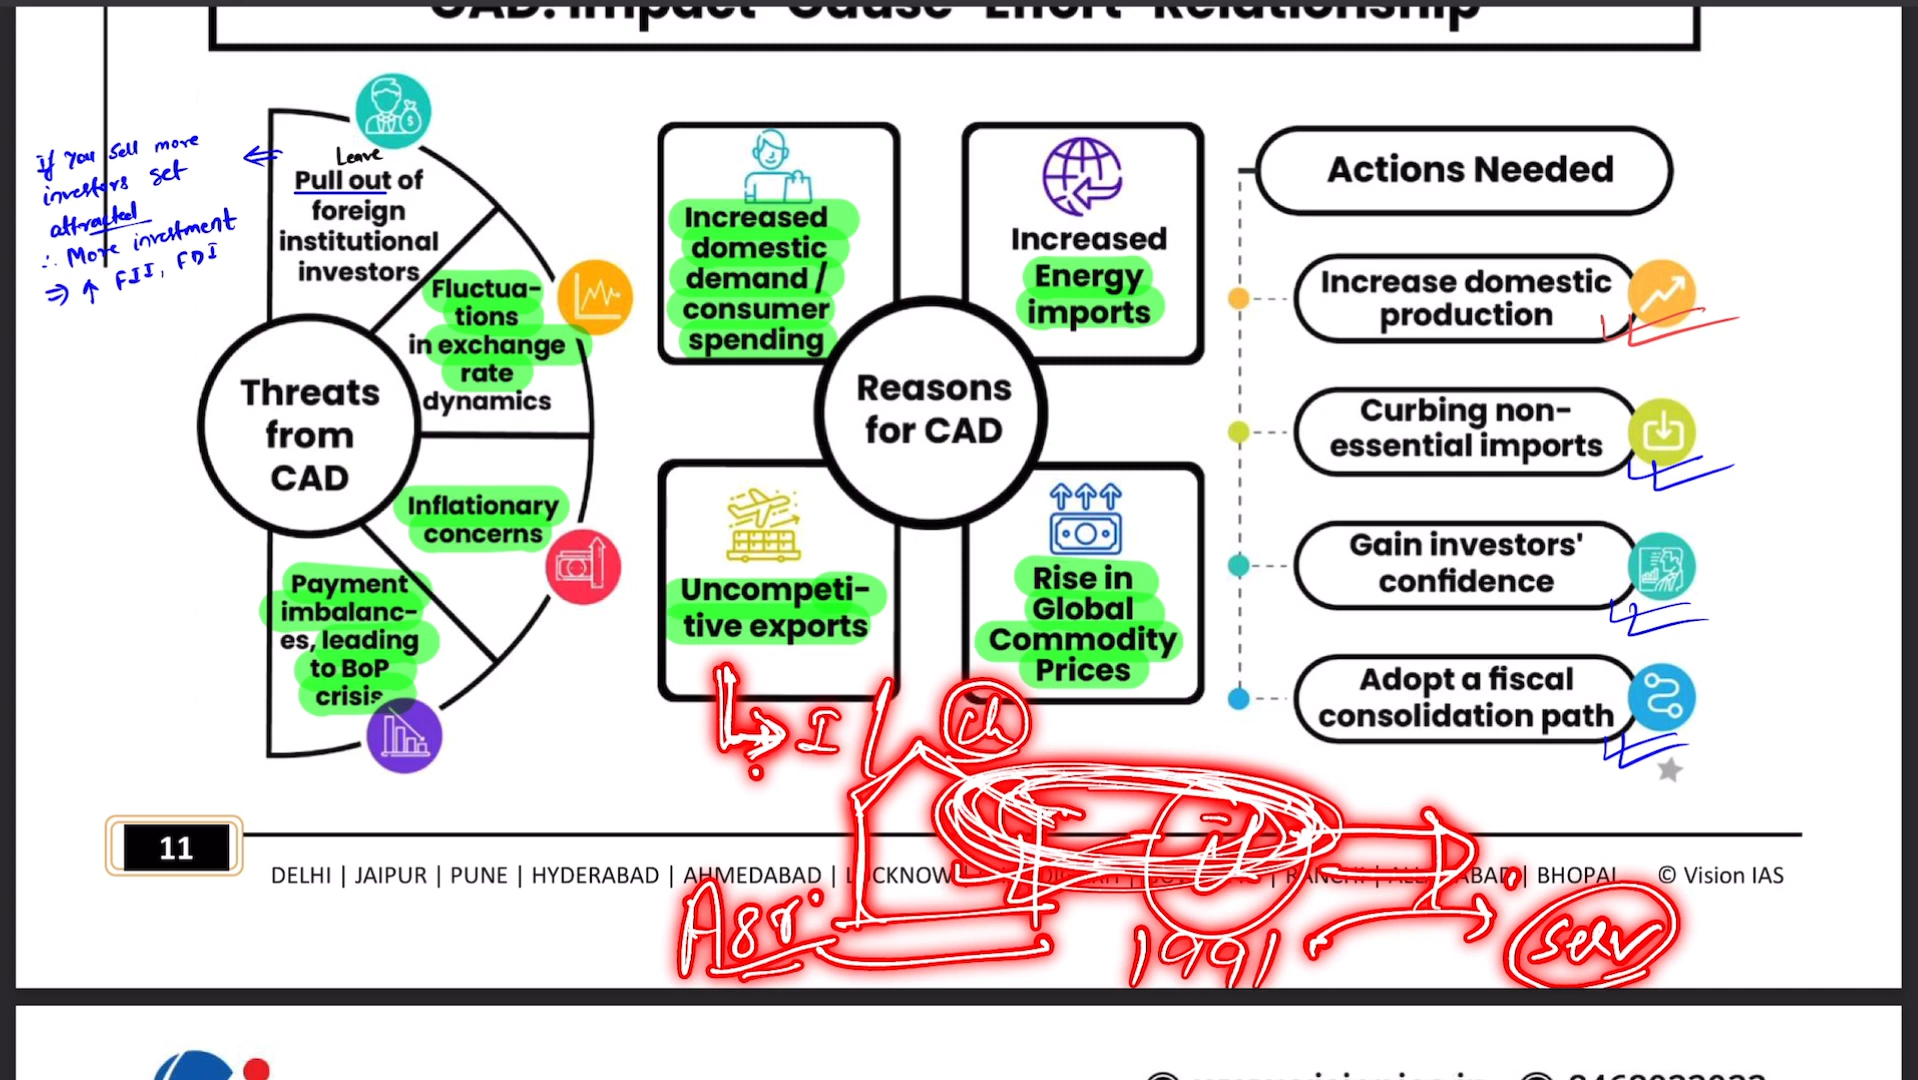 CAD: Impact-Cause-Effort Relationship
If you sell more
investors get
attracted
∴ More investment
⇒ ↑ FII, FDI
Leave
Pull out of
foreign
institutional
investors
Fluctua-
tions
in exchange
rate
dynamics
Threats
from
CAD
Inflationary
concerns
Payment
imbalanc-
es, leading
to BoP
crisis
Increased
domestic
demand /
consumer
spending
Increased
Energy
imports
Reasons
for CAD
Uncompeti-
tive exports
Rise in
Global
Commodity
Prices
Actions Needed
Increase domestic
production
Curbing non-
essential imports
Gain investors'
confidence
Adopt a fiscal
consolidation path
I
Ch
Agri
1991
Serv
11
DELHI | JAIPUR | PUNE | HYDERABAD | AHMEDABAD | LUCKNOW | RANCHI | BHOPAL © Vision IAS